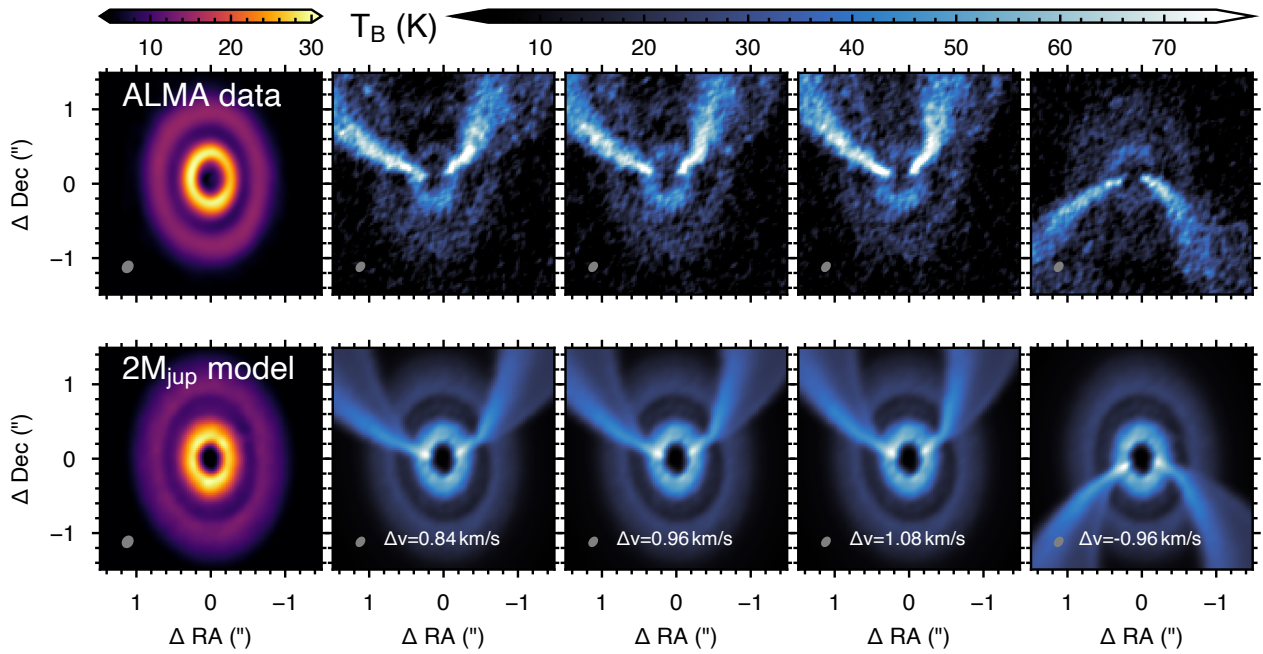 10 20 30 T_B (K) 10 20 30 40 50 60 70
ALMA data
Δ Dec (")
1
0
−1
2M_jup model
Δ Dec (")
1
0
−1
Δv=0.84 km/s Δv=0.96 km/s Δv=1.08 km/s Δv=-0.96 km/s
1 0 −1 1 0 −1 1 0 −1 1 0 −1 1 0 −1
Δ RA (") Δ RA (") Δ RA (") Δ RA (") Δ RA (")